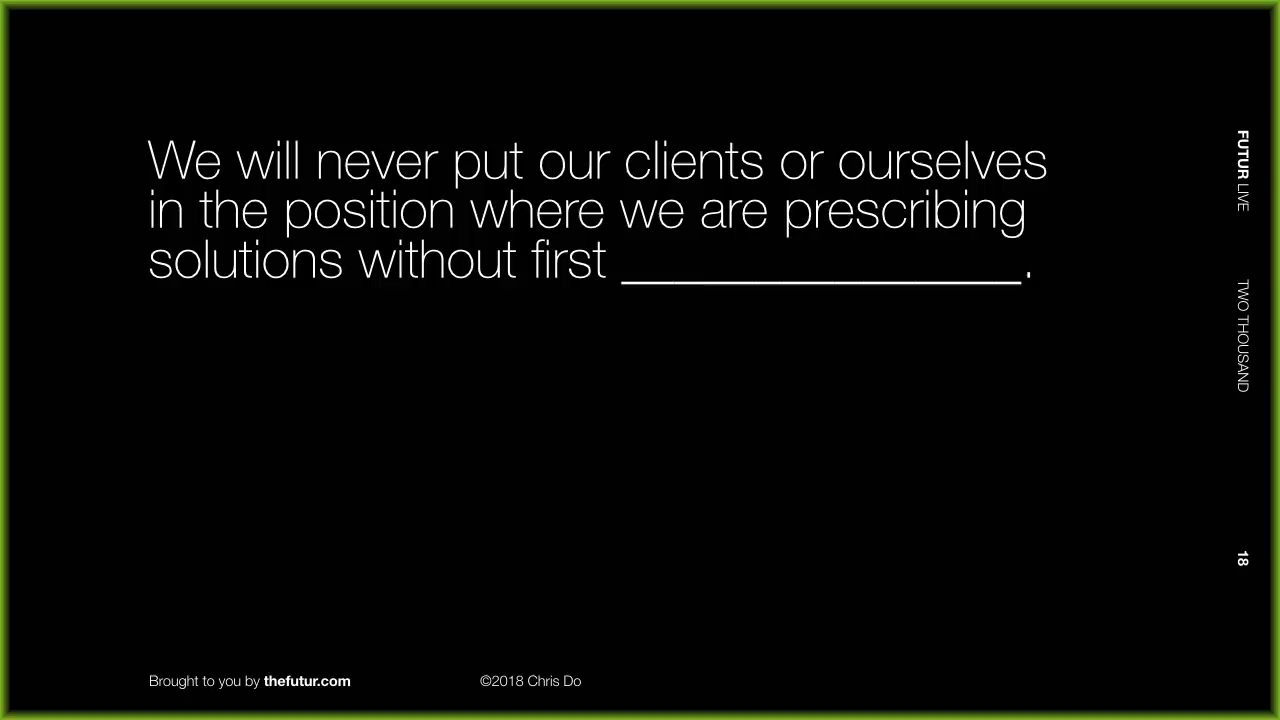 We will never put our clients or ourselves
in the position where we are prescribing
solutions without first ____________________.
FUTUR LIVE
TWO THOUSAND
18
Brought to you by thefutur.com
©2018 Chris Do